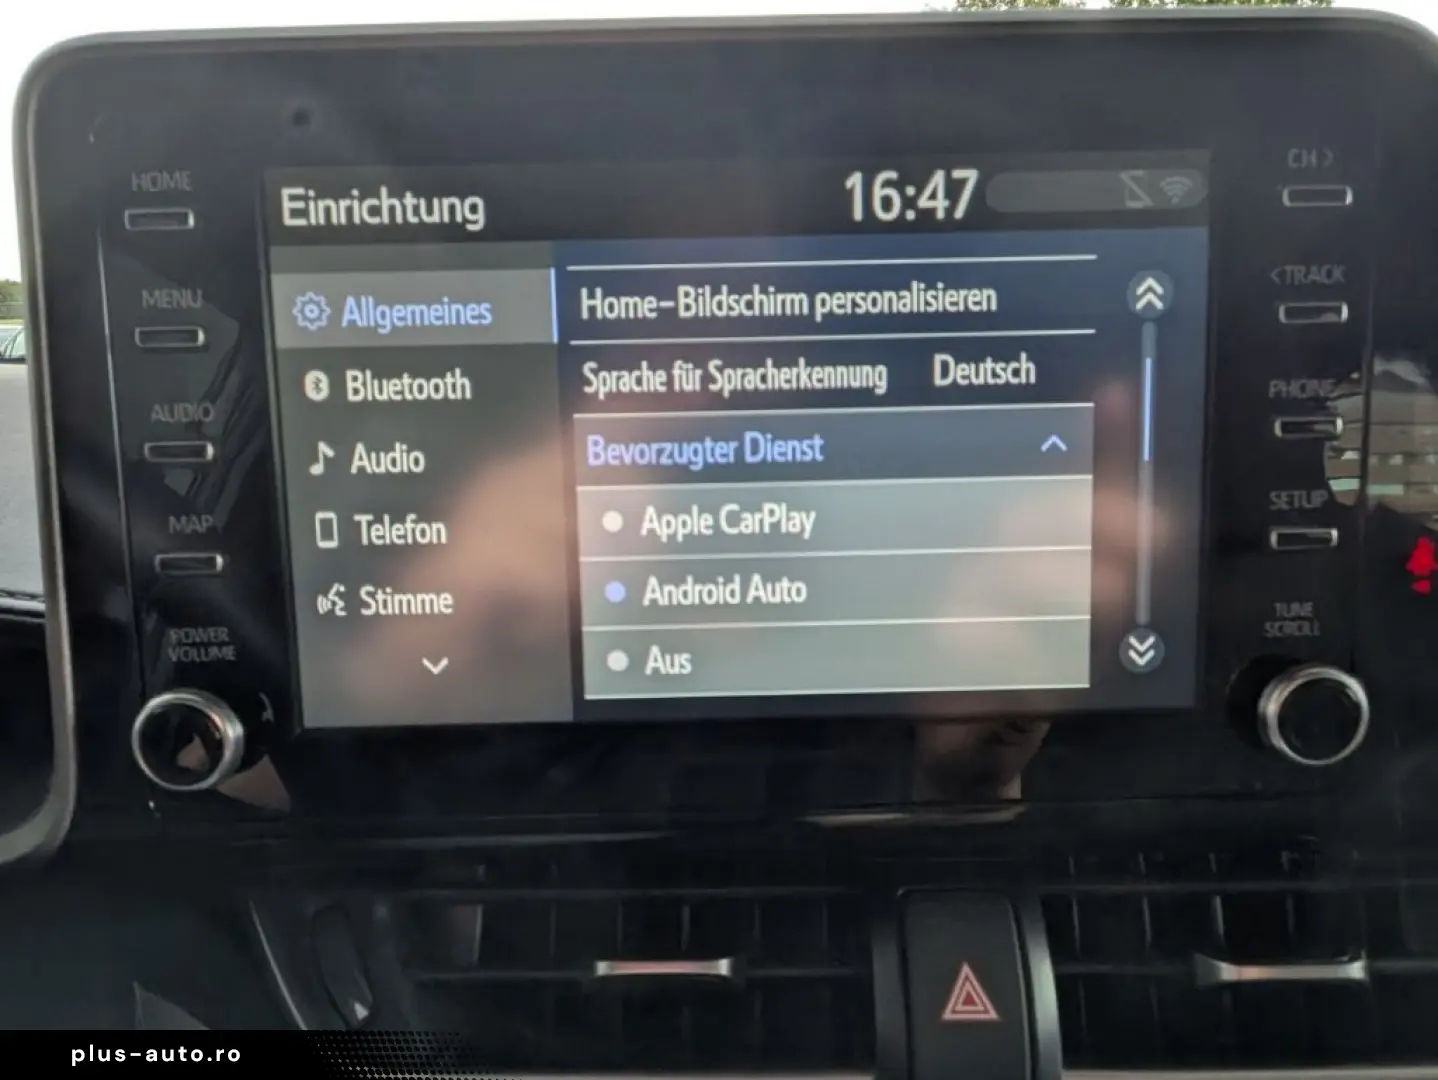 HOME
MENU
AUDIO
MAP
POWER
VOLUME
Einrichtung
16:47
Allgemeines
Bluetooth
Audio
Telefon
Stimme
Home-Bildschirm personalisieren
Sprache für Spracherkennung Deutsch
Bevorzugter Dienst
Apple CarPlay
Android Auto
Aus
CH >
< TRACK
PHONE
SETUP
TUNE
SCROLL
plus-auto.ro